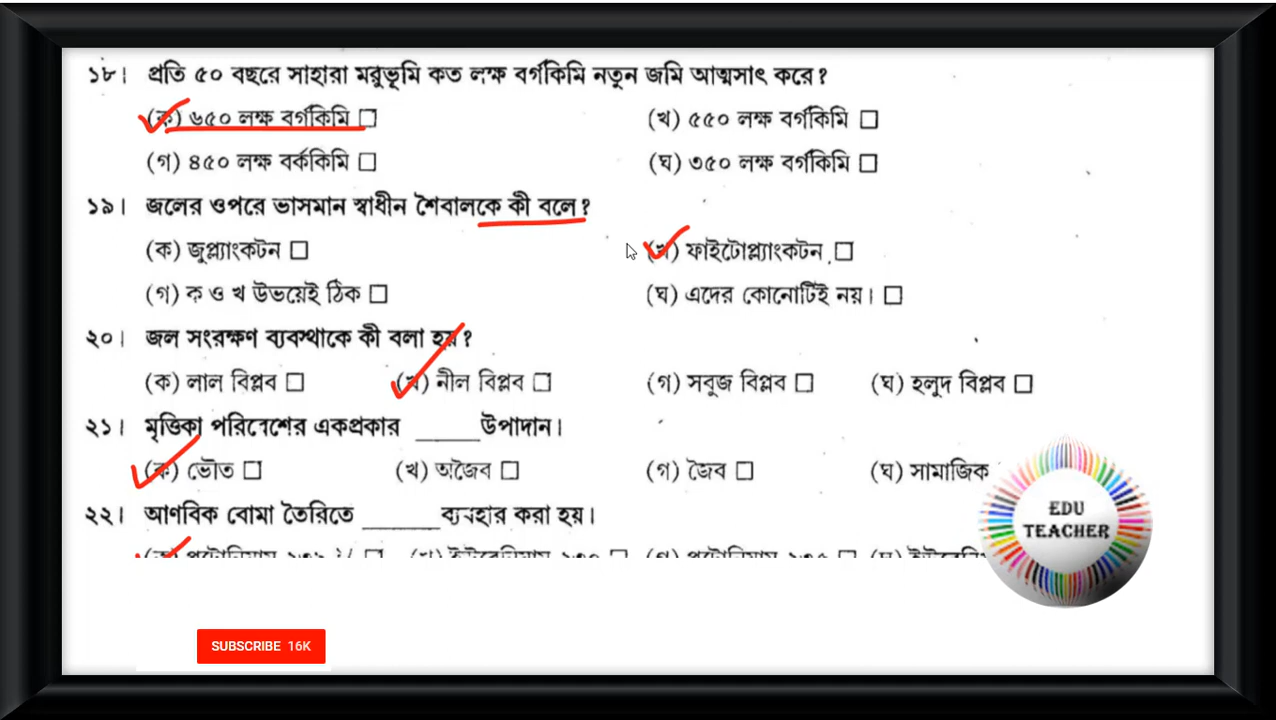 ১৮। প্রতি ৫০ বছরে সাহারা মরুভূমি কত লক্ষ বর্গকিমি নতুন জমি আত্মসাৎ করে?
(ক) ৬৫০ লক্ষ বর্গকিমি (খ) ৫৫০ লক্ষ বর্গকিমি
(গ) ৪৫০ লক্ষ বর্ককিমি (ঘ) ৩৫০ লক্ষ বর্গকিমি
১৯। জলের ওপরে ভাসমান স্বাধীন শৈবালকে কী বলে?
(ক) জুপ্ল্যাংকটন (খ) ফাইটোপ্ল্যাংকটন
(গ) ক ও খ উভয়েই ঠিক (ঘ) এদের কোনোটিই নয়।
২০। জল সংরক্ষণ ব্যবস্থাকে কী বলা হয়?
(ক) লাল বিপ্লব (খ) নীল বিপ্লব (গ) সবুজ বিপ্লব (ঘ) হলুদ বিপ্লব
২১। মৃত্তিকা পরিবেশের একপ্রকার _____ উপাদান।
(ক) ভৌত (খ) অজৈব (গ) জৈব (ঘ) সামাজিক
২২। আণবিক বোমা তৈরিতে ______ ব্যবহার করা হয়।
EDU
TEACHER
SUBSCRIBE 16K